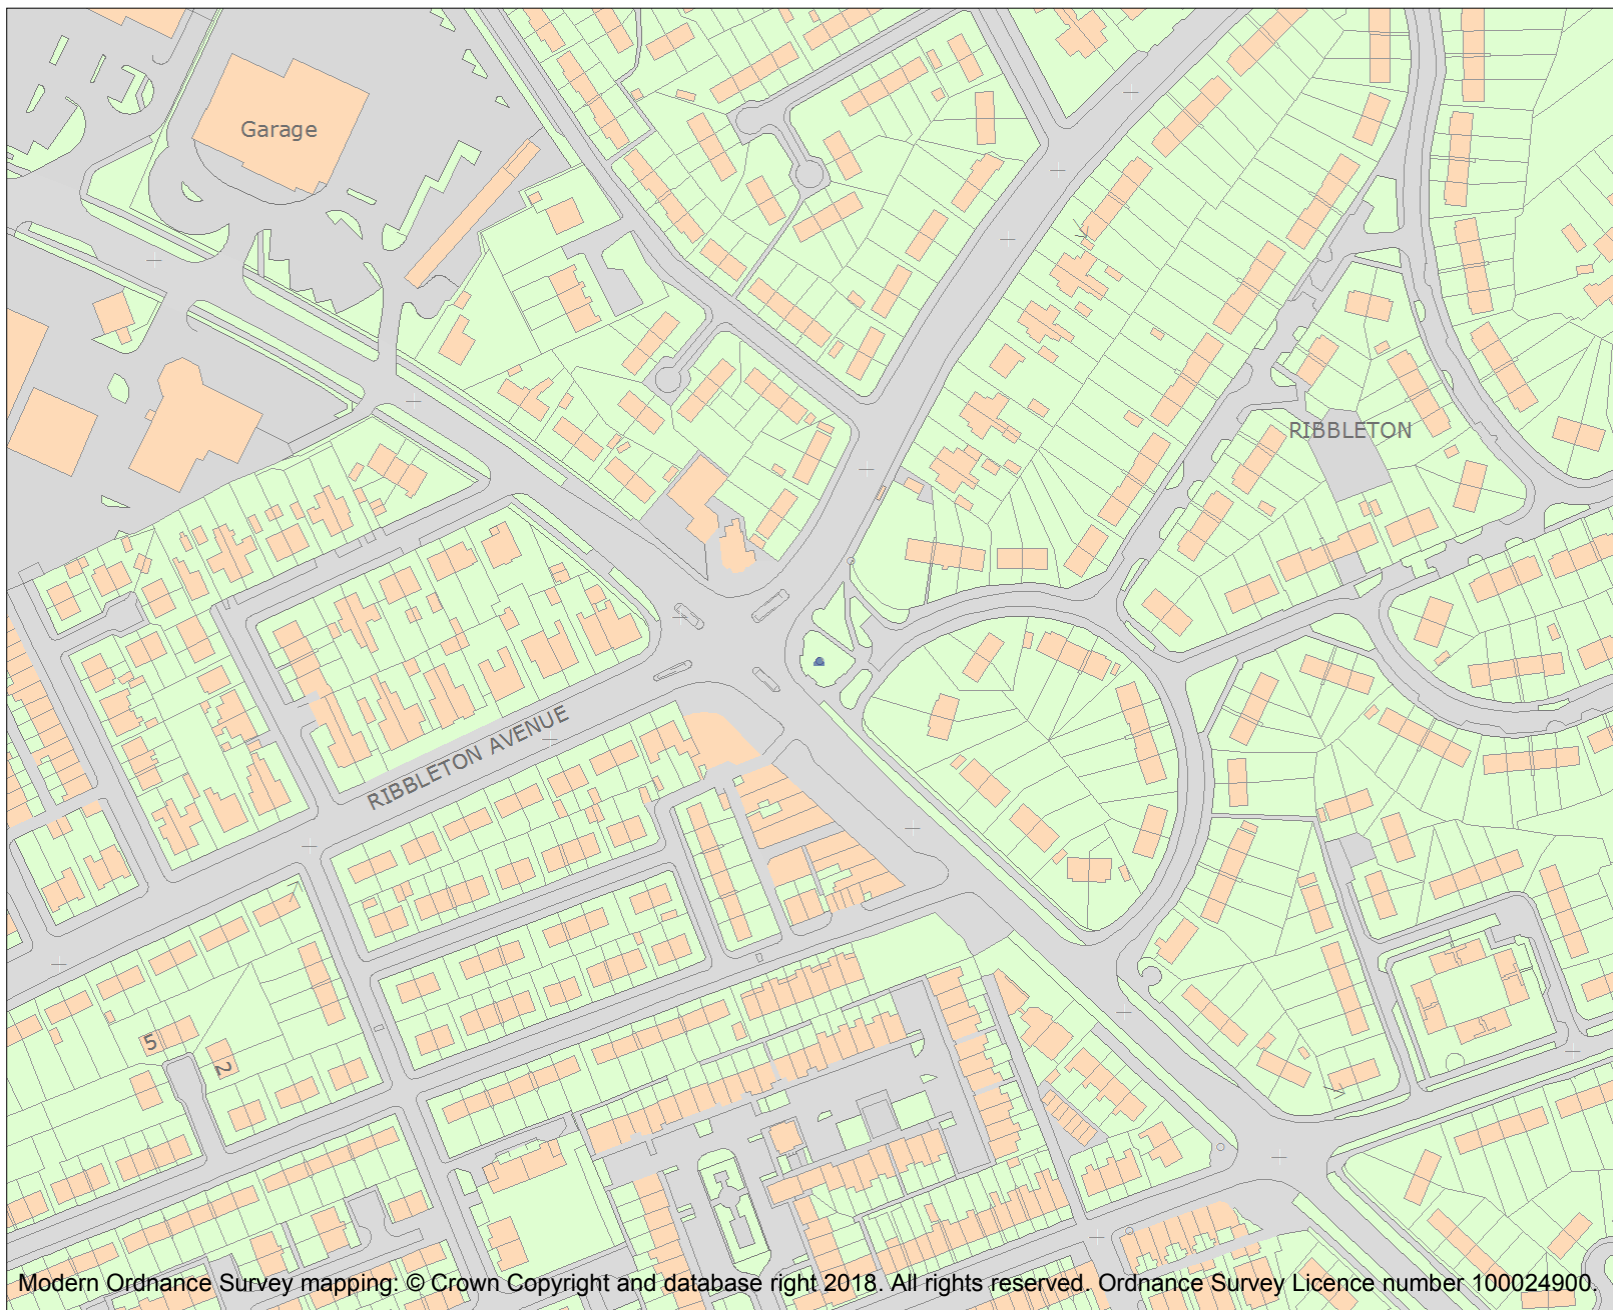 Garage
RIBBLETON
RIBBLETON AVENUE
5
2
Modern Ordnance Survey mapping: © Crown Copyright and database right 2018. All rights reserved. Ordnance Survey Licence number 100024900.